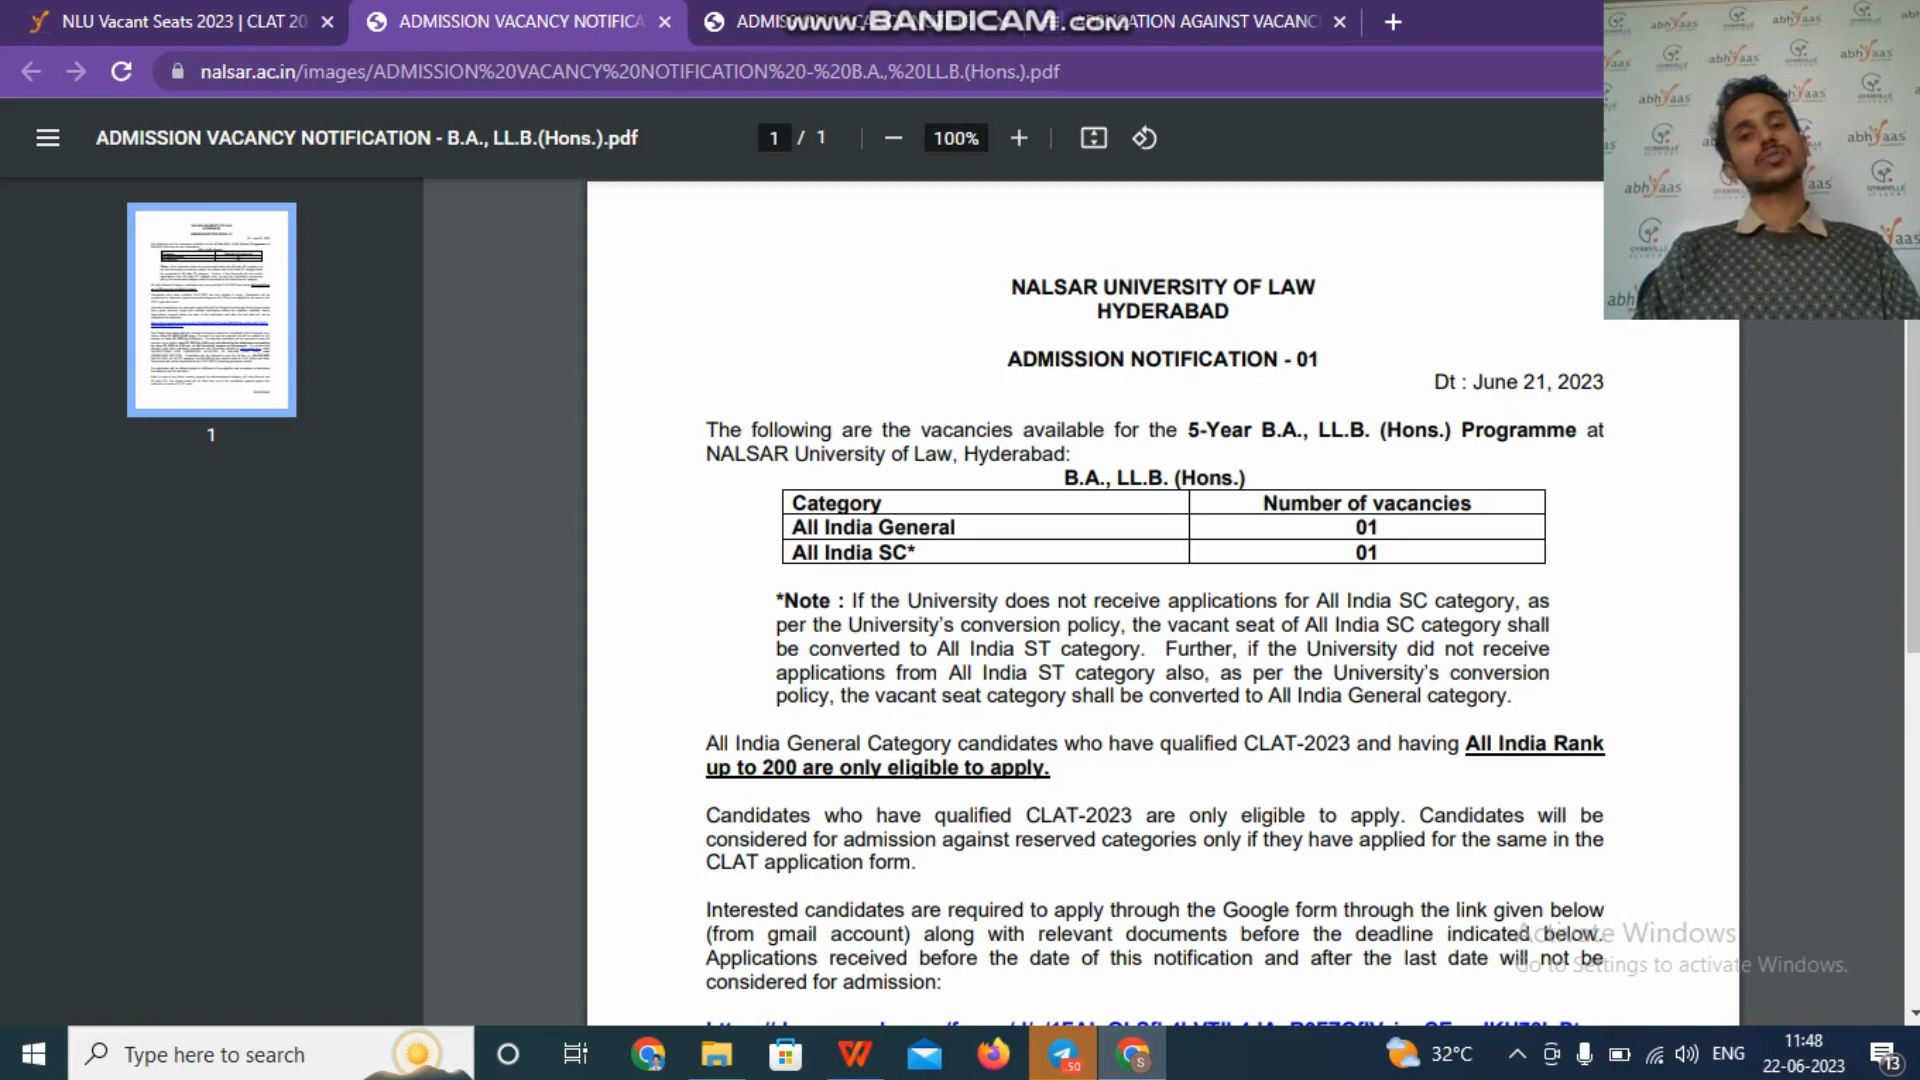 NLU Vacant Seats 2023 | CLAT 20
ADMISSION VACANCY NOTIFICA
www.BANDICAM.com
nalsar.ac.in/images/ADMISSION%20VACANCY%20NOTIFICATION%20-%20B.A.,%20LL.B.(Hons.).pdf
ADMISSION VACANCY NOTIFICATION - B.A., LL.B.(Hons.).pdf
1 / 1
100%
1
NALSAR UNIVERSITY OF LAW
HYDERABAD
ADMISSION NOTIFICATION - 01
Dt : June 21, 2023
The following are the vacancies available for the 5-Year B.A., LL.B. (Hons.) Programme at
NALSAR University of Law, Hyderabad:
B.A., LL.B. (Hons.)
Category Number of vacancies
All India General 01
All India SC* 01
*Note : If the University does not receive applications for All India SC category, as
per the University's conversion policy, the vacant seat of All India SC category shall
be converted to All India ST category. Further, if the University did not receive
applications from All India ST category also, as per the University's conversion
policy, the vacant seat category shall be converted to All India General category.
All India General Category candidates who have qualified CLAT-2023 and having All India Rank
up to 200 are only eligible to apply.
Candidates who have qualified CLAT-2023 are only eligible to apply. Candidates will be
considered for admission against reserved categories only if they have applied for the same in the
CLAT application form.
Interested candidates are required to apply through the Google form through the link given below
(from gmail account) along with relevant documents before the deadline indicated below.
Applications received before the date of this notification and after the last date will not be
considered for admission:
Activate Windows
Go to Settings to activate Windows.
abhyaas
GYANVILLE
ACADEMY
Type here to search
32°C
ENG
11:48
22-06-2023
13